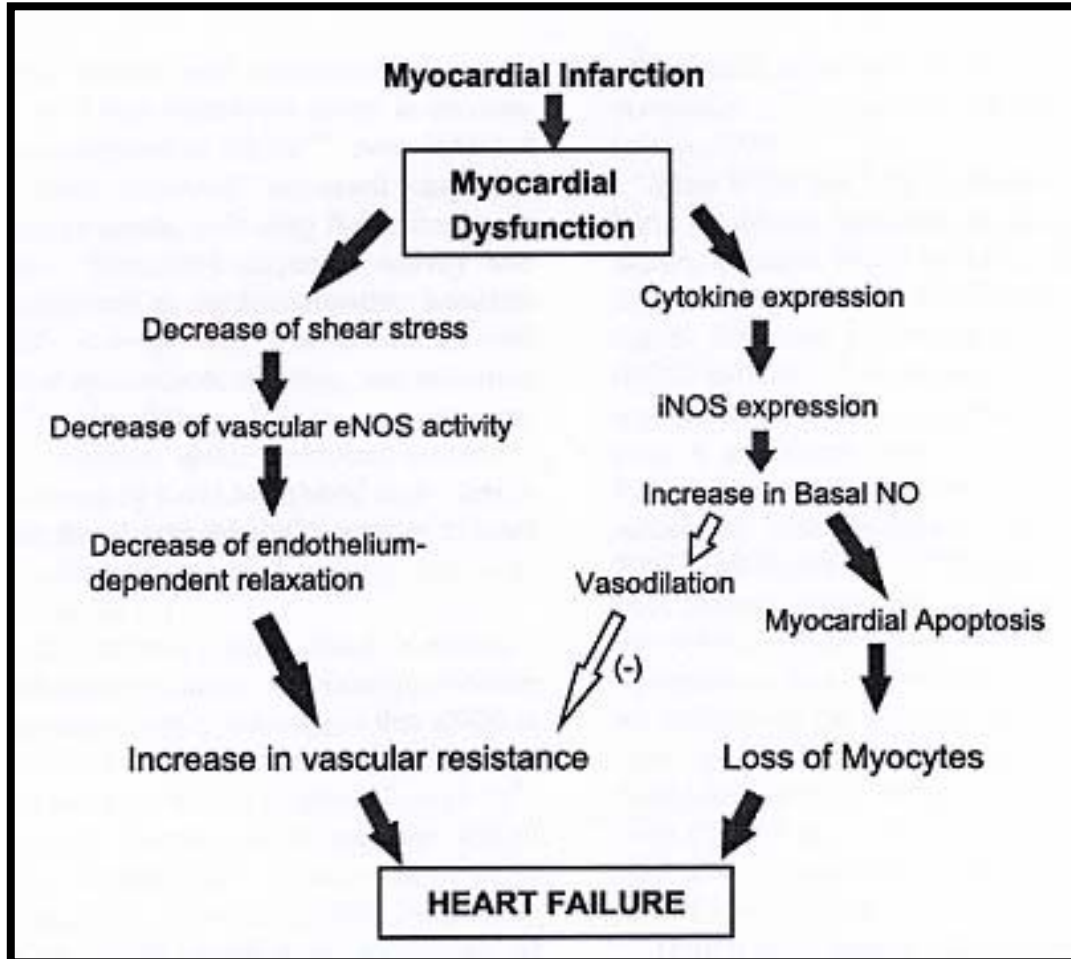 Myocardial Infarction
Myocardial
Dysfunction
Decrease of shear stress
Cytokine expression
Decrease of vascular eNOS activity
iNOS expression
Increase in Basal NO
Decrease of endothelium-
dependent relaxation
Vasodilation
Myocardial Apoptosis
(-)
Increase in vascular resistance
Loss of Myocytes
HEART FAILURE